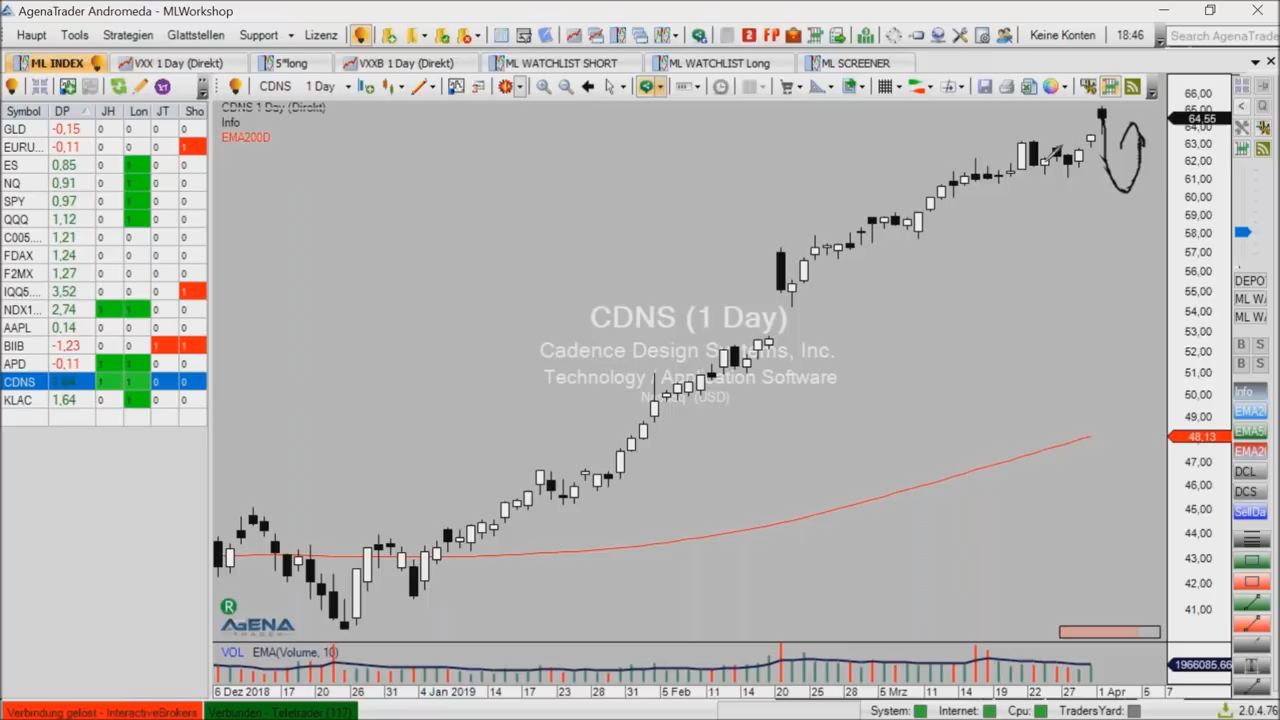 AgenaTrader Andromeda - MLWorkshop
Haupt Tools Strategien Glattstellen Support Lizenz Keine Konten 18:46 Search AgenaTrade
ML INDEX VXX 1 Day (Direkt) 5*long VXXB 1 Day (Direkt) ML WATCHLIST SHORT ML WATCHLIST Long ML SCREENER
CDNS 1 Day
Symbol DP JH Lon JT Sho
GLD -0,15 0 0 0 0
EURU... -0,11 0 0 0 1
ES 0,85 0 1 0 0
NQ 0,91 0 1 0 0
SPY 0,97 0 1 0 0
QQQ 1,12 0 1 0 0
C005.... 1,21 0 0 0 0
FDAX 1,24 0 0 0 0
F2MX 1,27 0 0 0 0
IQQ5.... 3,52 0 0 0 1
NDX1... 2,74 1 1 0 0
AAPL 0,14 0 0 0 0
BIIB -1,23 0 0 1 1
APD -0,11 1 1 0 0
CDNS 1 1 0 0
KLAC 1,64 0 1 0 0
CDNS 1 Day (Direkt)
Info
EMA200D
CDNS (1 Day)
Cadence Design Systems, Inc.
Technology | Application Software
(USD)
R
AGENA
TRADER
66,00
64,55
64,00
63,00
62,00
61,00
60,00
59,00
58,00
57,00
56,00
55,00
54,00
53,00
52,00
51,00
50,00
49,00
48,13
47,00
46,00
45,00
44,00
43,00
42,00
41,00
DEPO
ML WA
ML WA
B S
B S
Info
EMA2
EMA5
EMA2
DCL
DCS
SellDa
VOL EMA(Volume, 10)
1966085,66
6 Dez 2018 17 20 26 31 4 Jan 2019 14 23 28 31 5 Feb 11 14 20 25 28 5 Mrz 11 14 19 22 27 1 Apr 5 7
Verbindung gelöst - InteractiveBrokers Verbunden - Teletrader (117) System: Internet: Cpu: TradersYard: 2.0.4.76